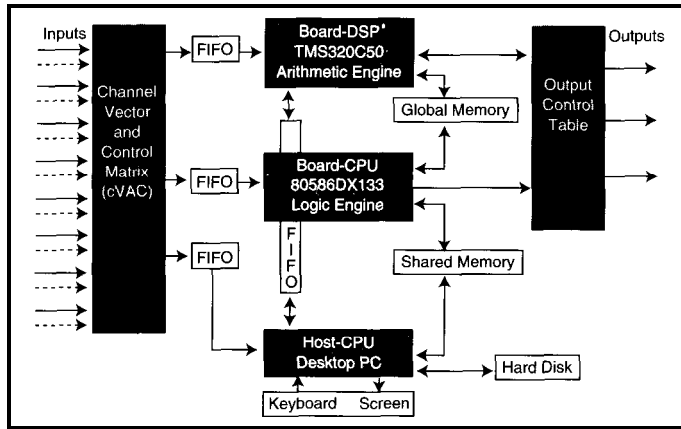 Inputs
Channel
Vector
and
Control
Matrix
(cVAC)
FIFO
FIFO
FIFO
Board-DSP*
TMS320C50
Arithmetic Engine
Global Memory
Board-CPU
80586DX133
Logic Engine
FIFO
Shared Memory
Host-CPU
Desktop PC
Hard Disk
Keyboard Screen
Outputs
Output
Control
Table